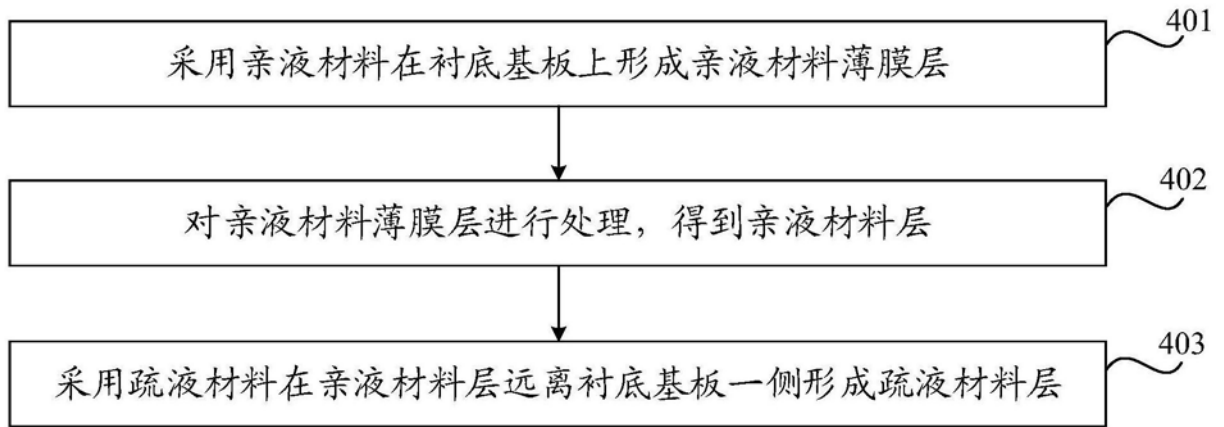 401
采用亲液材料在衬底基板上形成亲液材料薄膜层
402
对亲液材料薄膜层进行处理，得到亲液材料层
403
采用疏液材料在亲液材料层远离衬底基板一侧形成疏液材料层